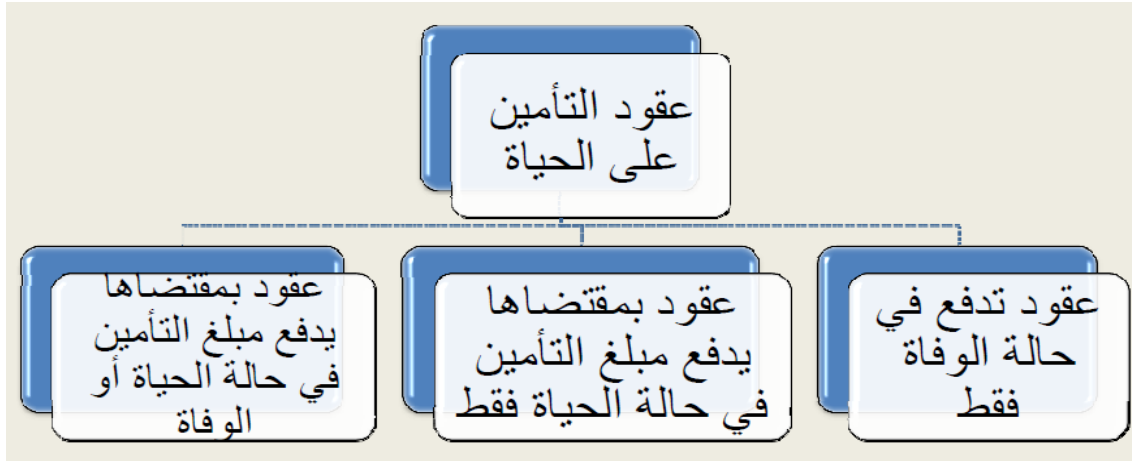 عقود التأمين
على الحياة
عقود تدفع في
حالة الوفاة
فقط
عقود بمقتضاها
يدفع مبلغ التأمين
في حالة الحياة فقط
عقود بمقتضاها
يدفع مبلغ التأمين
في حالة الحياة أو
الوفاة